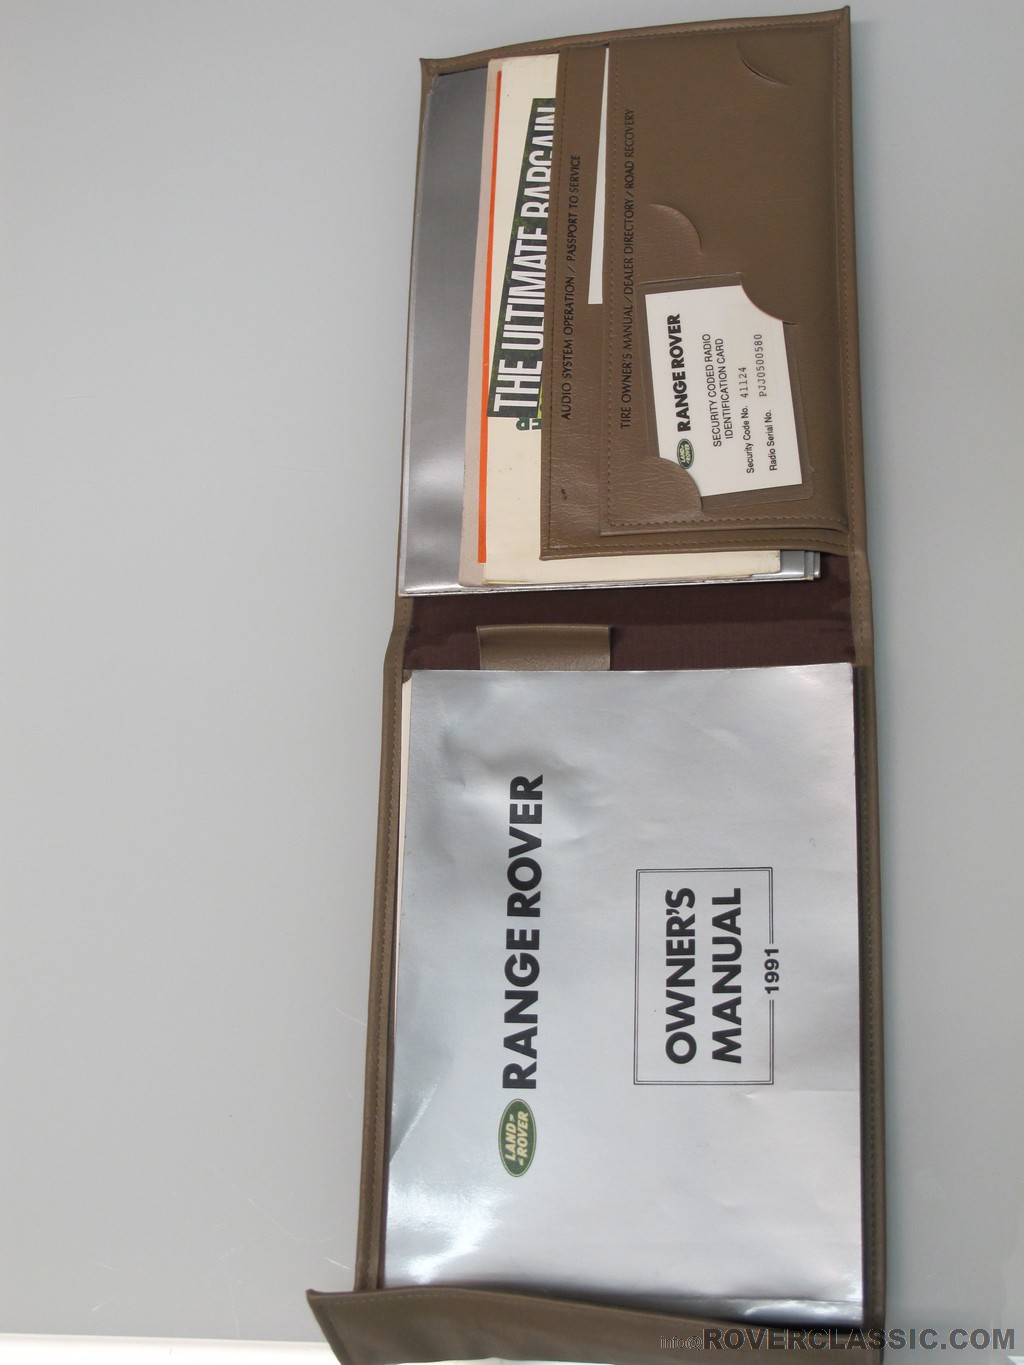 THE ULTIMATE BARGAIN
AUDIO SYSTEM OPERATION / PASSPORT TO SERVICE
TIRE OWNER'S MANUAL/DEALER DIRECTORY/ROAD RECOVERY
LAND-
-ROVER
RANGE ROVER
SECURITY CODED RADIO
IDENTIFICATION CARD
Security Code No. 41124
Radio Serial No. PJJ0500580
LAND-
-ROVER
RANGE ROVER
OWNER'S
MANUAL
1991
info@ROVERCLASSIC.COM